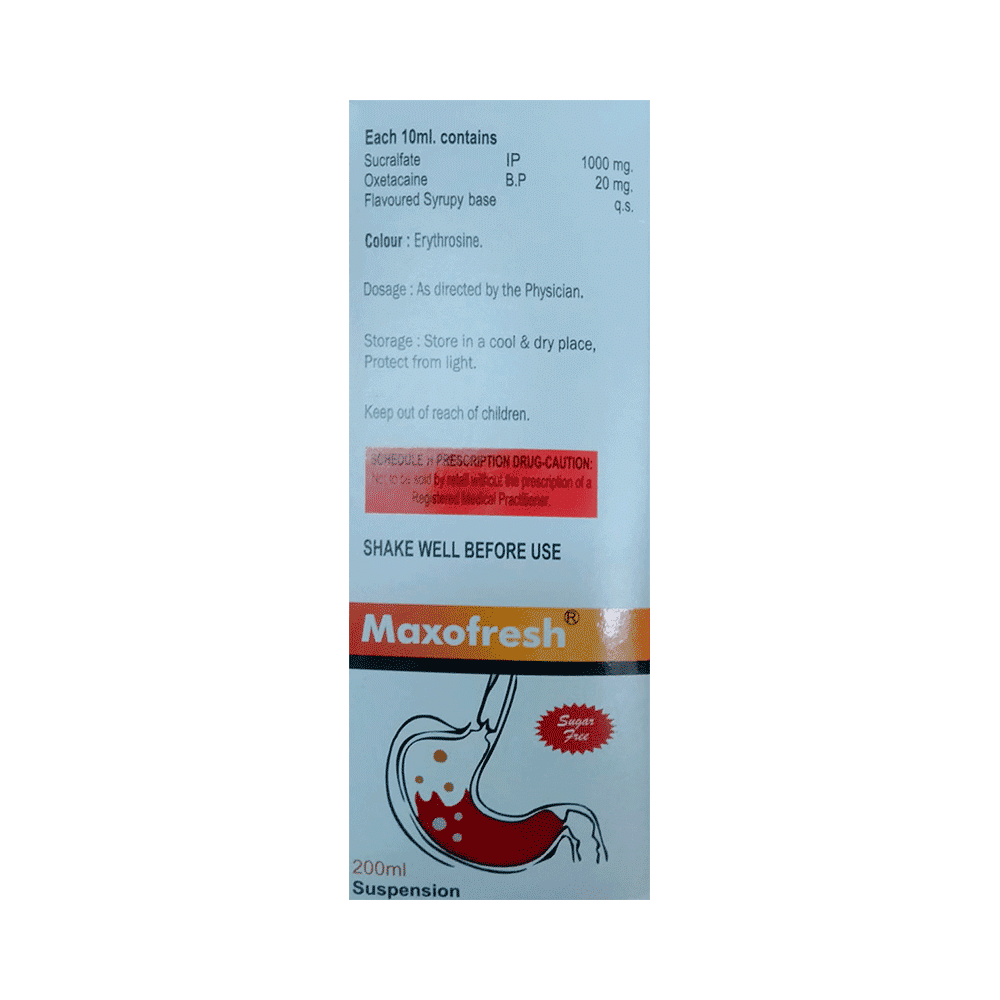 Each 10ml. contains
Sucralfate IP 1000 mg.
Oxetacaine B.P 20 mg.
Flavoured Syrupy base q.s.
Colour : Erythrosine.
Dosage : As directed by the Physician.
Storage : Store in a cool & dry place,
Protect from light.
Keep out of reach of children.
SCHEDULE H PRESCRIPTION DRUG-CAUTION:
Not to be sold by retail without the prescription of a
Registered Medical Practitioner.
SHAKE WELL BEFORE USE
Maxofresh®
Sugar
Free
200ml
Suspension